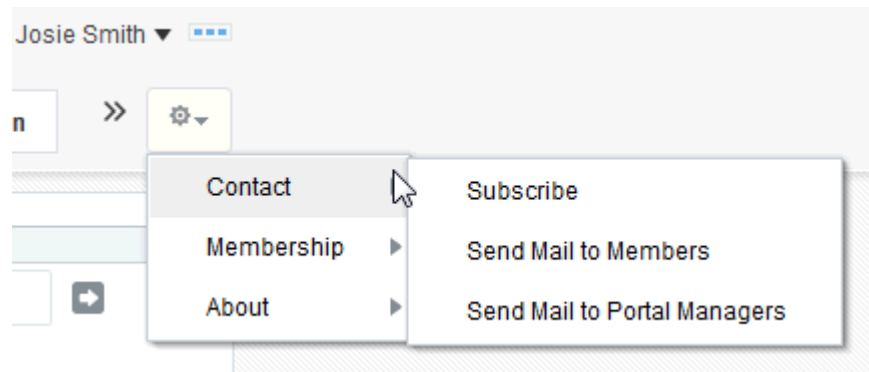 Josie Smith
n
Contact
Subscribe
Membership
Send Mail to Members
About
Send Mail to Portal Managers